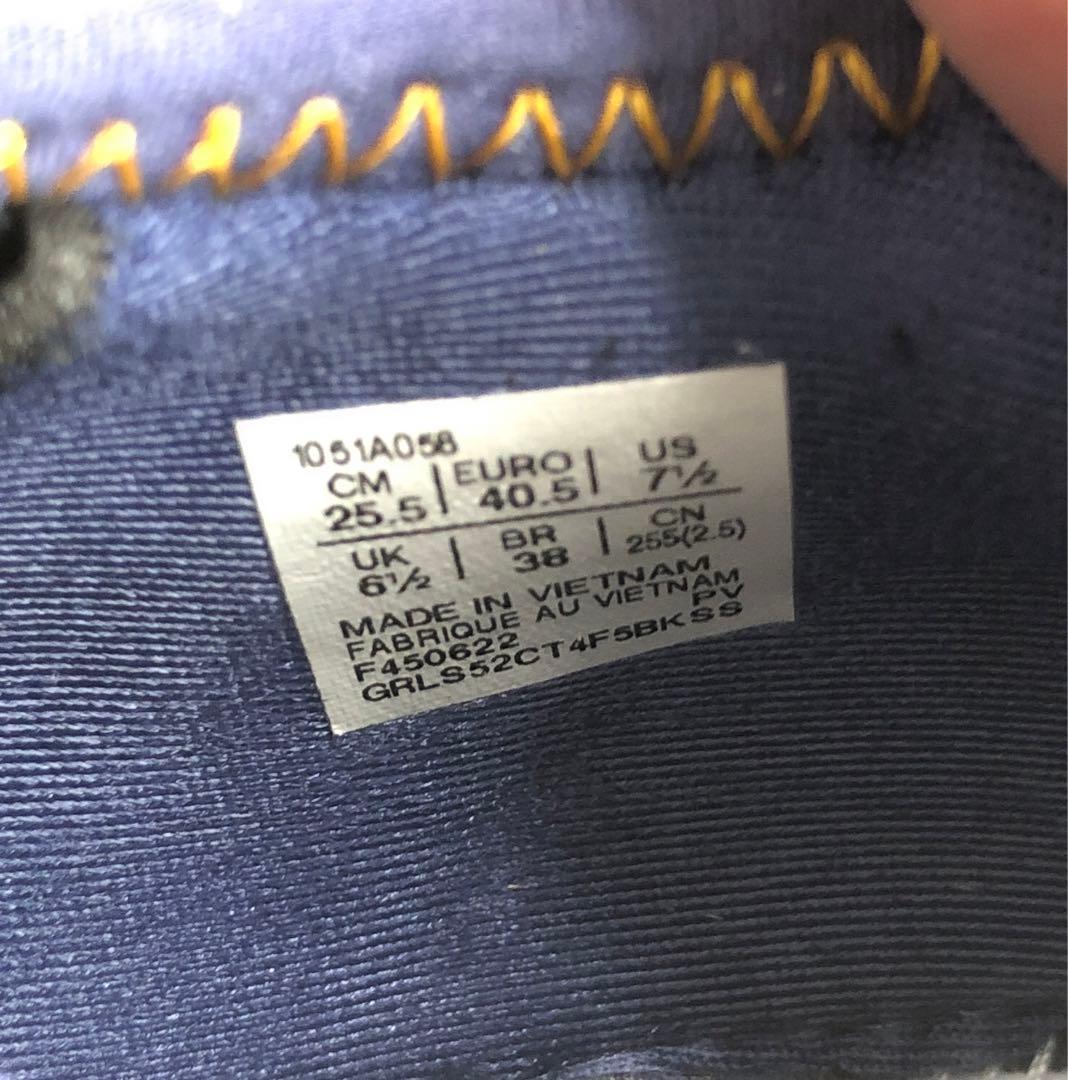 1051A058
CM | EURO | US
25.5 | 40.5 | 7½
UK | BR | CN
6½ | 38 | 255(2.5)
MADE IN VIETNAM
FABRIQUE AU VIETNAM
F450622 PV
GRLS52CT4F5BKSS